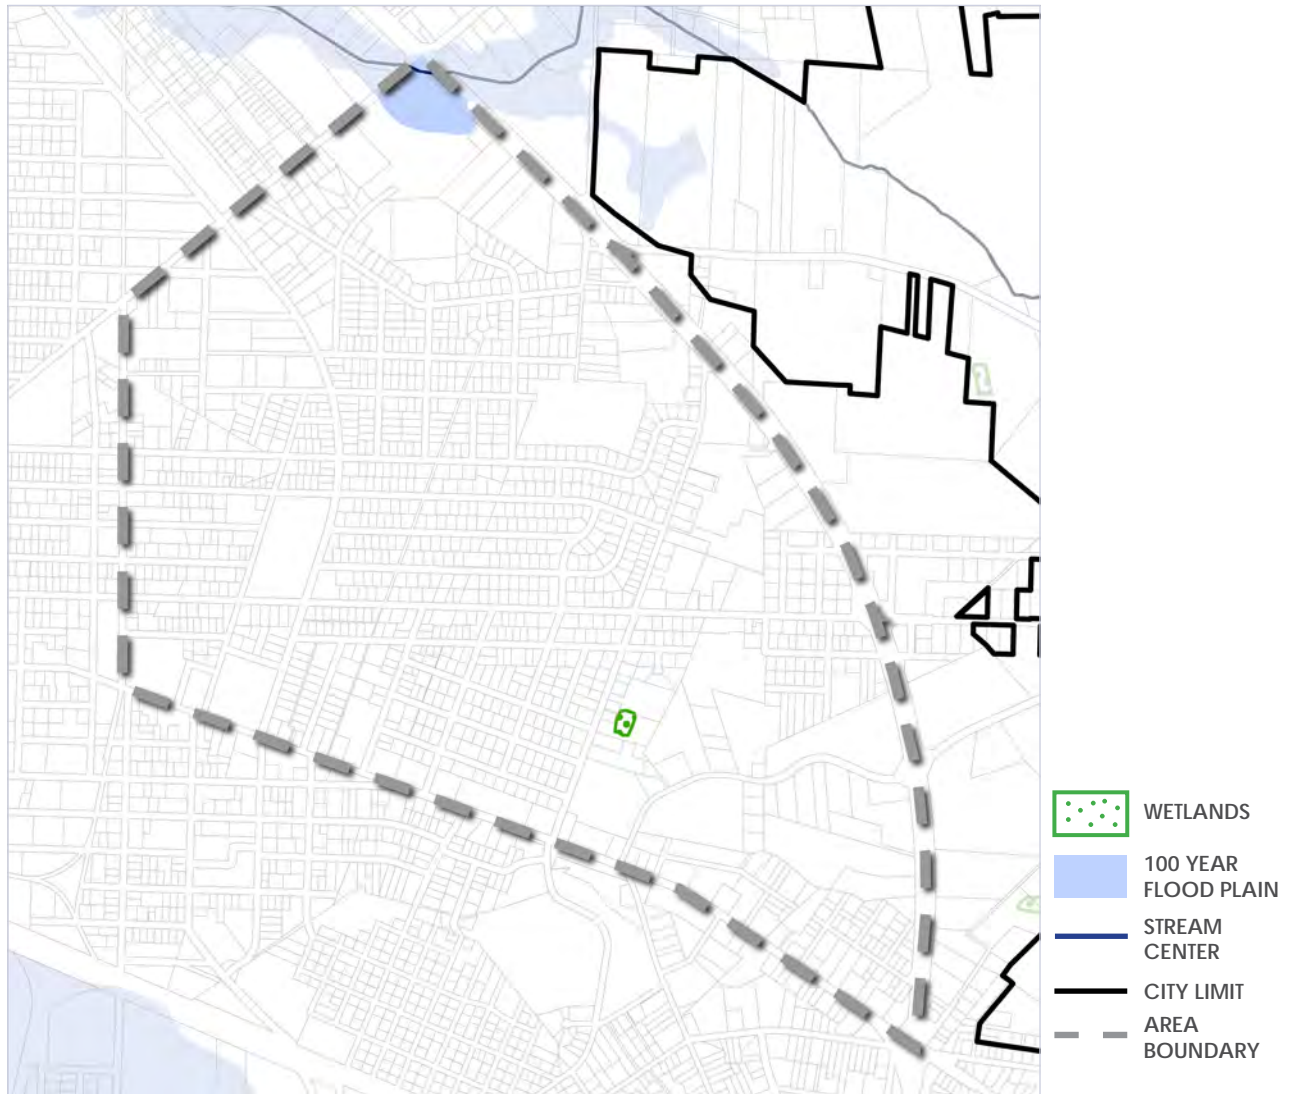 WETLANDS
100 YEAR
FLOOD PLAIN
STREAM
CENTER
CITY LIMIT
AREA
BOUNDARY